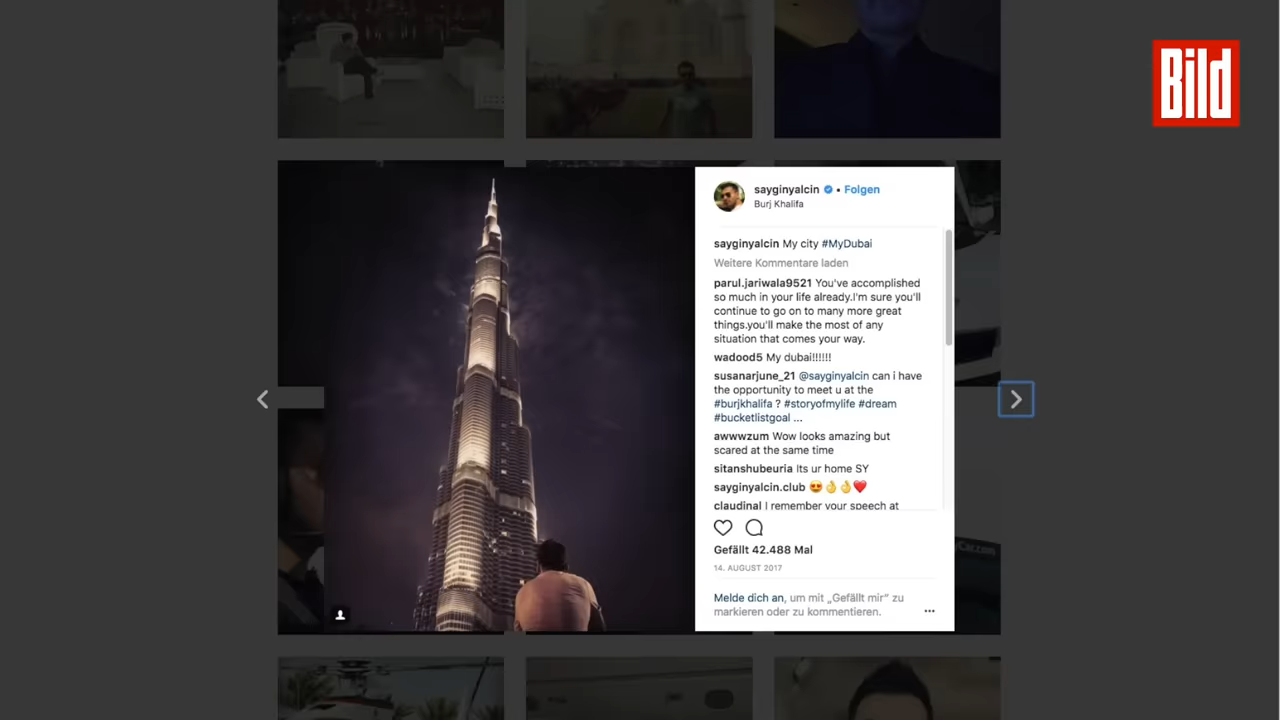 Bild
sayginyalcin • Folgen
Burj Khalifa
sayginyalcin My city #MyDubai
Weitere Kommentare laden
parul.jariwala9521 You've accomplished
so much in your life already.I'm sure you'll
continue to go on to many more great
things.you'll make the most of any
situation that comes your way.
wadood5 My dubai!!!!!!
susanarjune_21 @sayginyalcin can i have
the opportunity to meet u at the
#burjkhalifa ? #storyofmylife #dream
#bucketlistgoal ...
awwwzum Wow looks amazing but
scared at the same time
sitanshubeuria Its ur home SY
sayginyalcin.club 😍👌👌❤️
claudinal I remember your speech at
Gefällt 42.488 Mal
14. AUGUST 2017
Melde dich an, um mit „Gefällt mir" zu
markieren oder zu kommentieren.